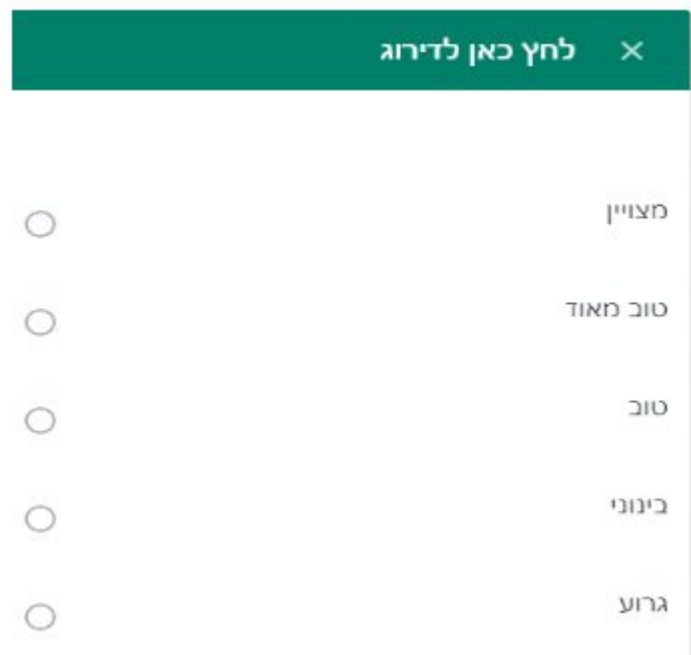 לחץ כאן לדירוג
מצויין
טוב מאוד
טוב
בינוני
גרוע